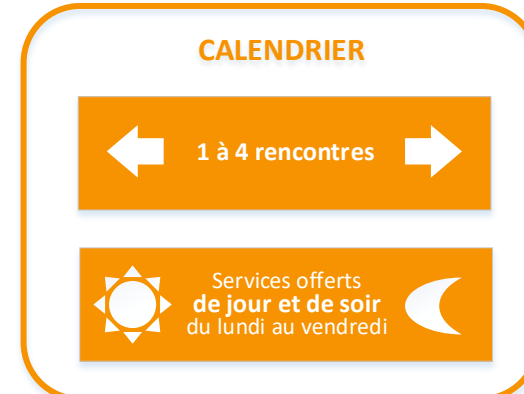 CALENDRIER
1 à 4 rencontres
Services offerts
de jour et de soir
du lundi au vendredi